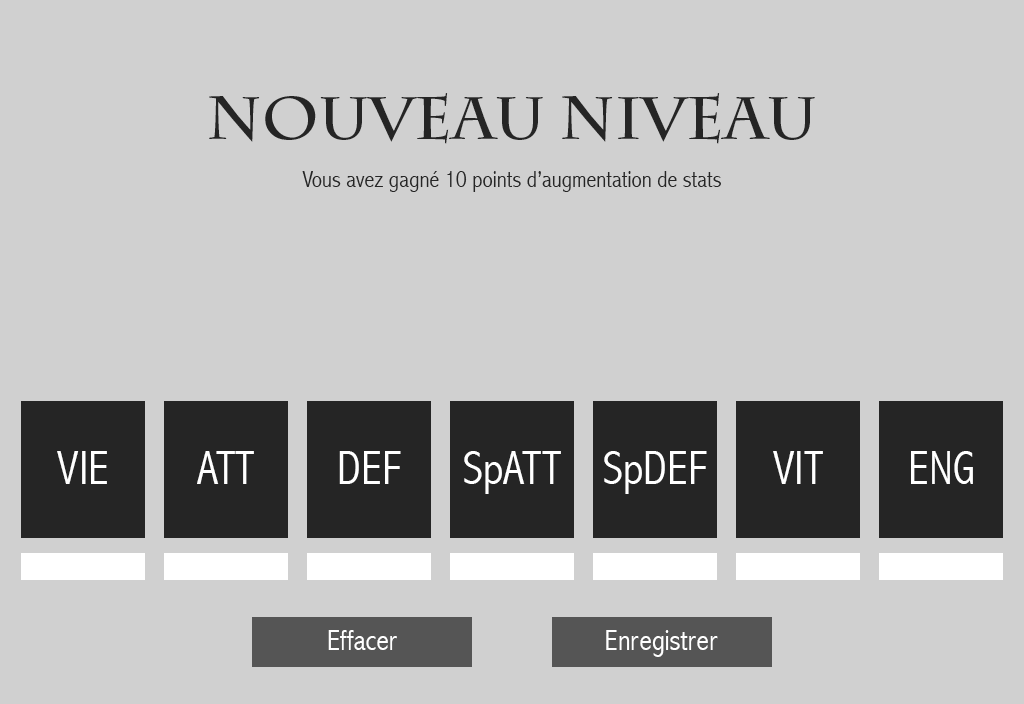 NOUVEAU NIVEAU
Vous avez gagné 10 points d’augmentation de stats
VIE ATT DEF SpATT SpDEF VIT ENG
Effacer Enregistrer